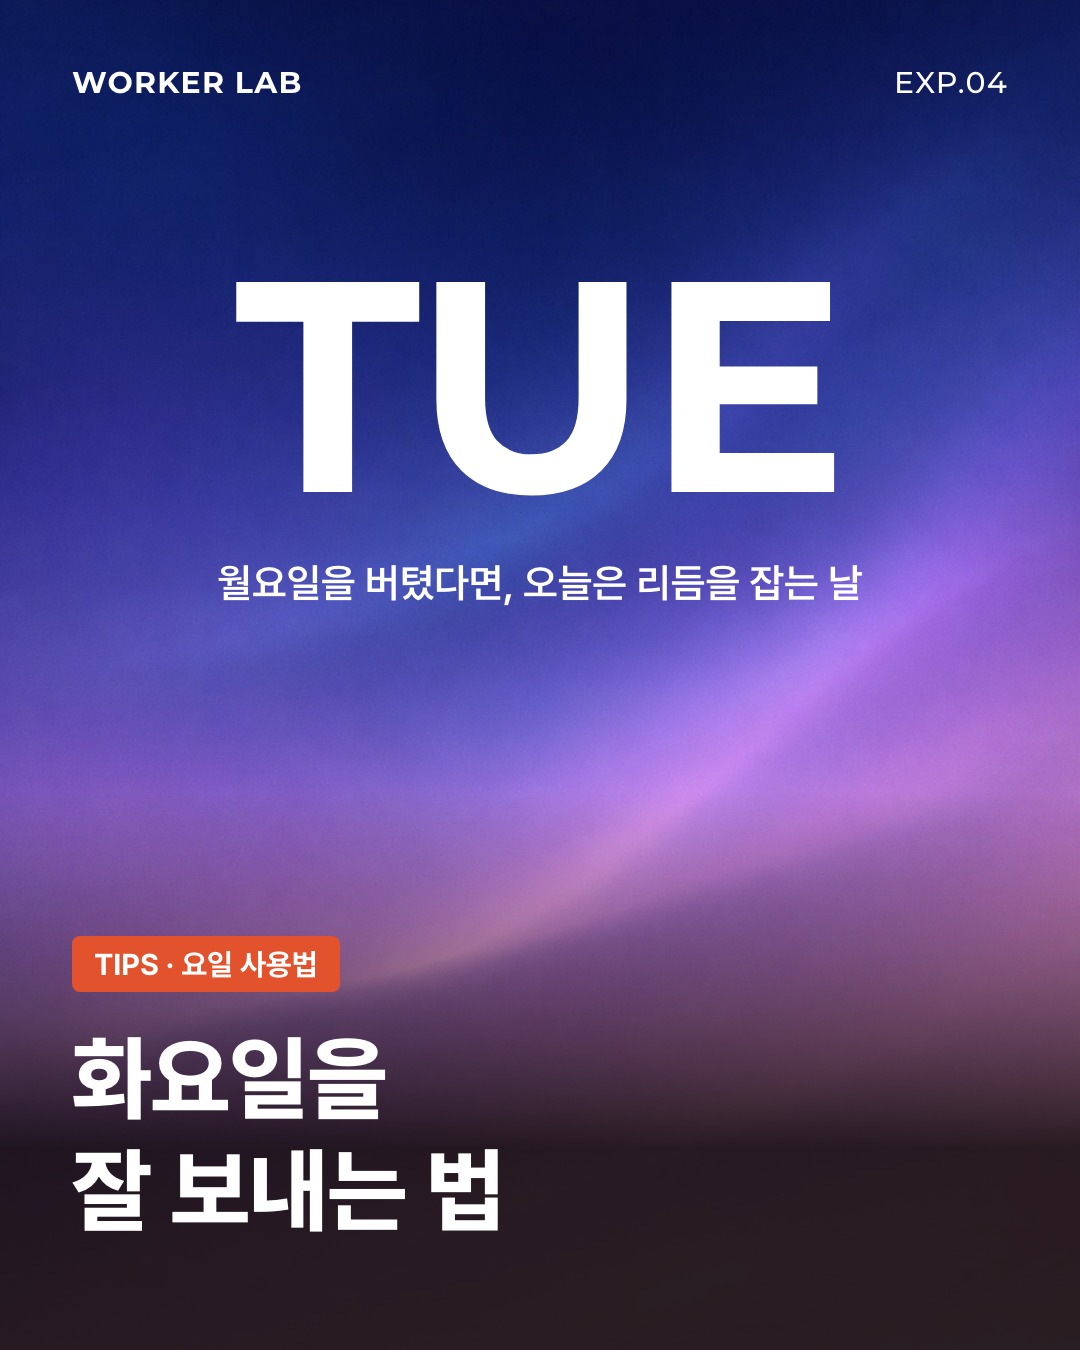 WORKER LAB
EXP.04
TUE
월요일을 버텼다면, 오늘은 리듬을 잡는 날
TIPS · 요일 사용법
화요일을
잘 보내는 법